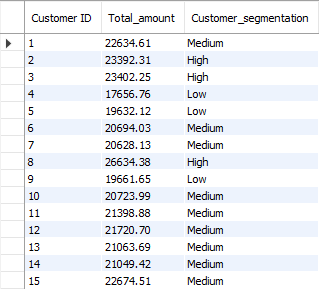 Customer ID Total_amount Customer_segmentation
1 22634.61 Medium
2 23392.31 High
3 23402.25 High
4 17656.76 Low
5 19632.12 Low
6 20694.03 Medium
7 20628.13 Medium
8 26634.38 High
9 19661.65 Low
10 20723.99 Medium
11 21398.88 Medium
12 21720.70 Medium
13 21063.69 Medium
14 21049.42 Medium
15 22674.51 Medium